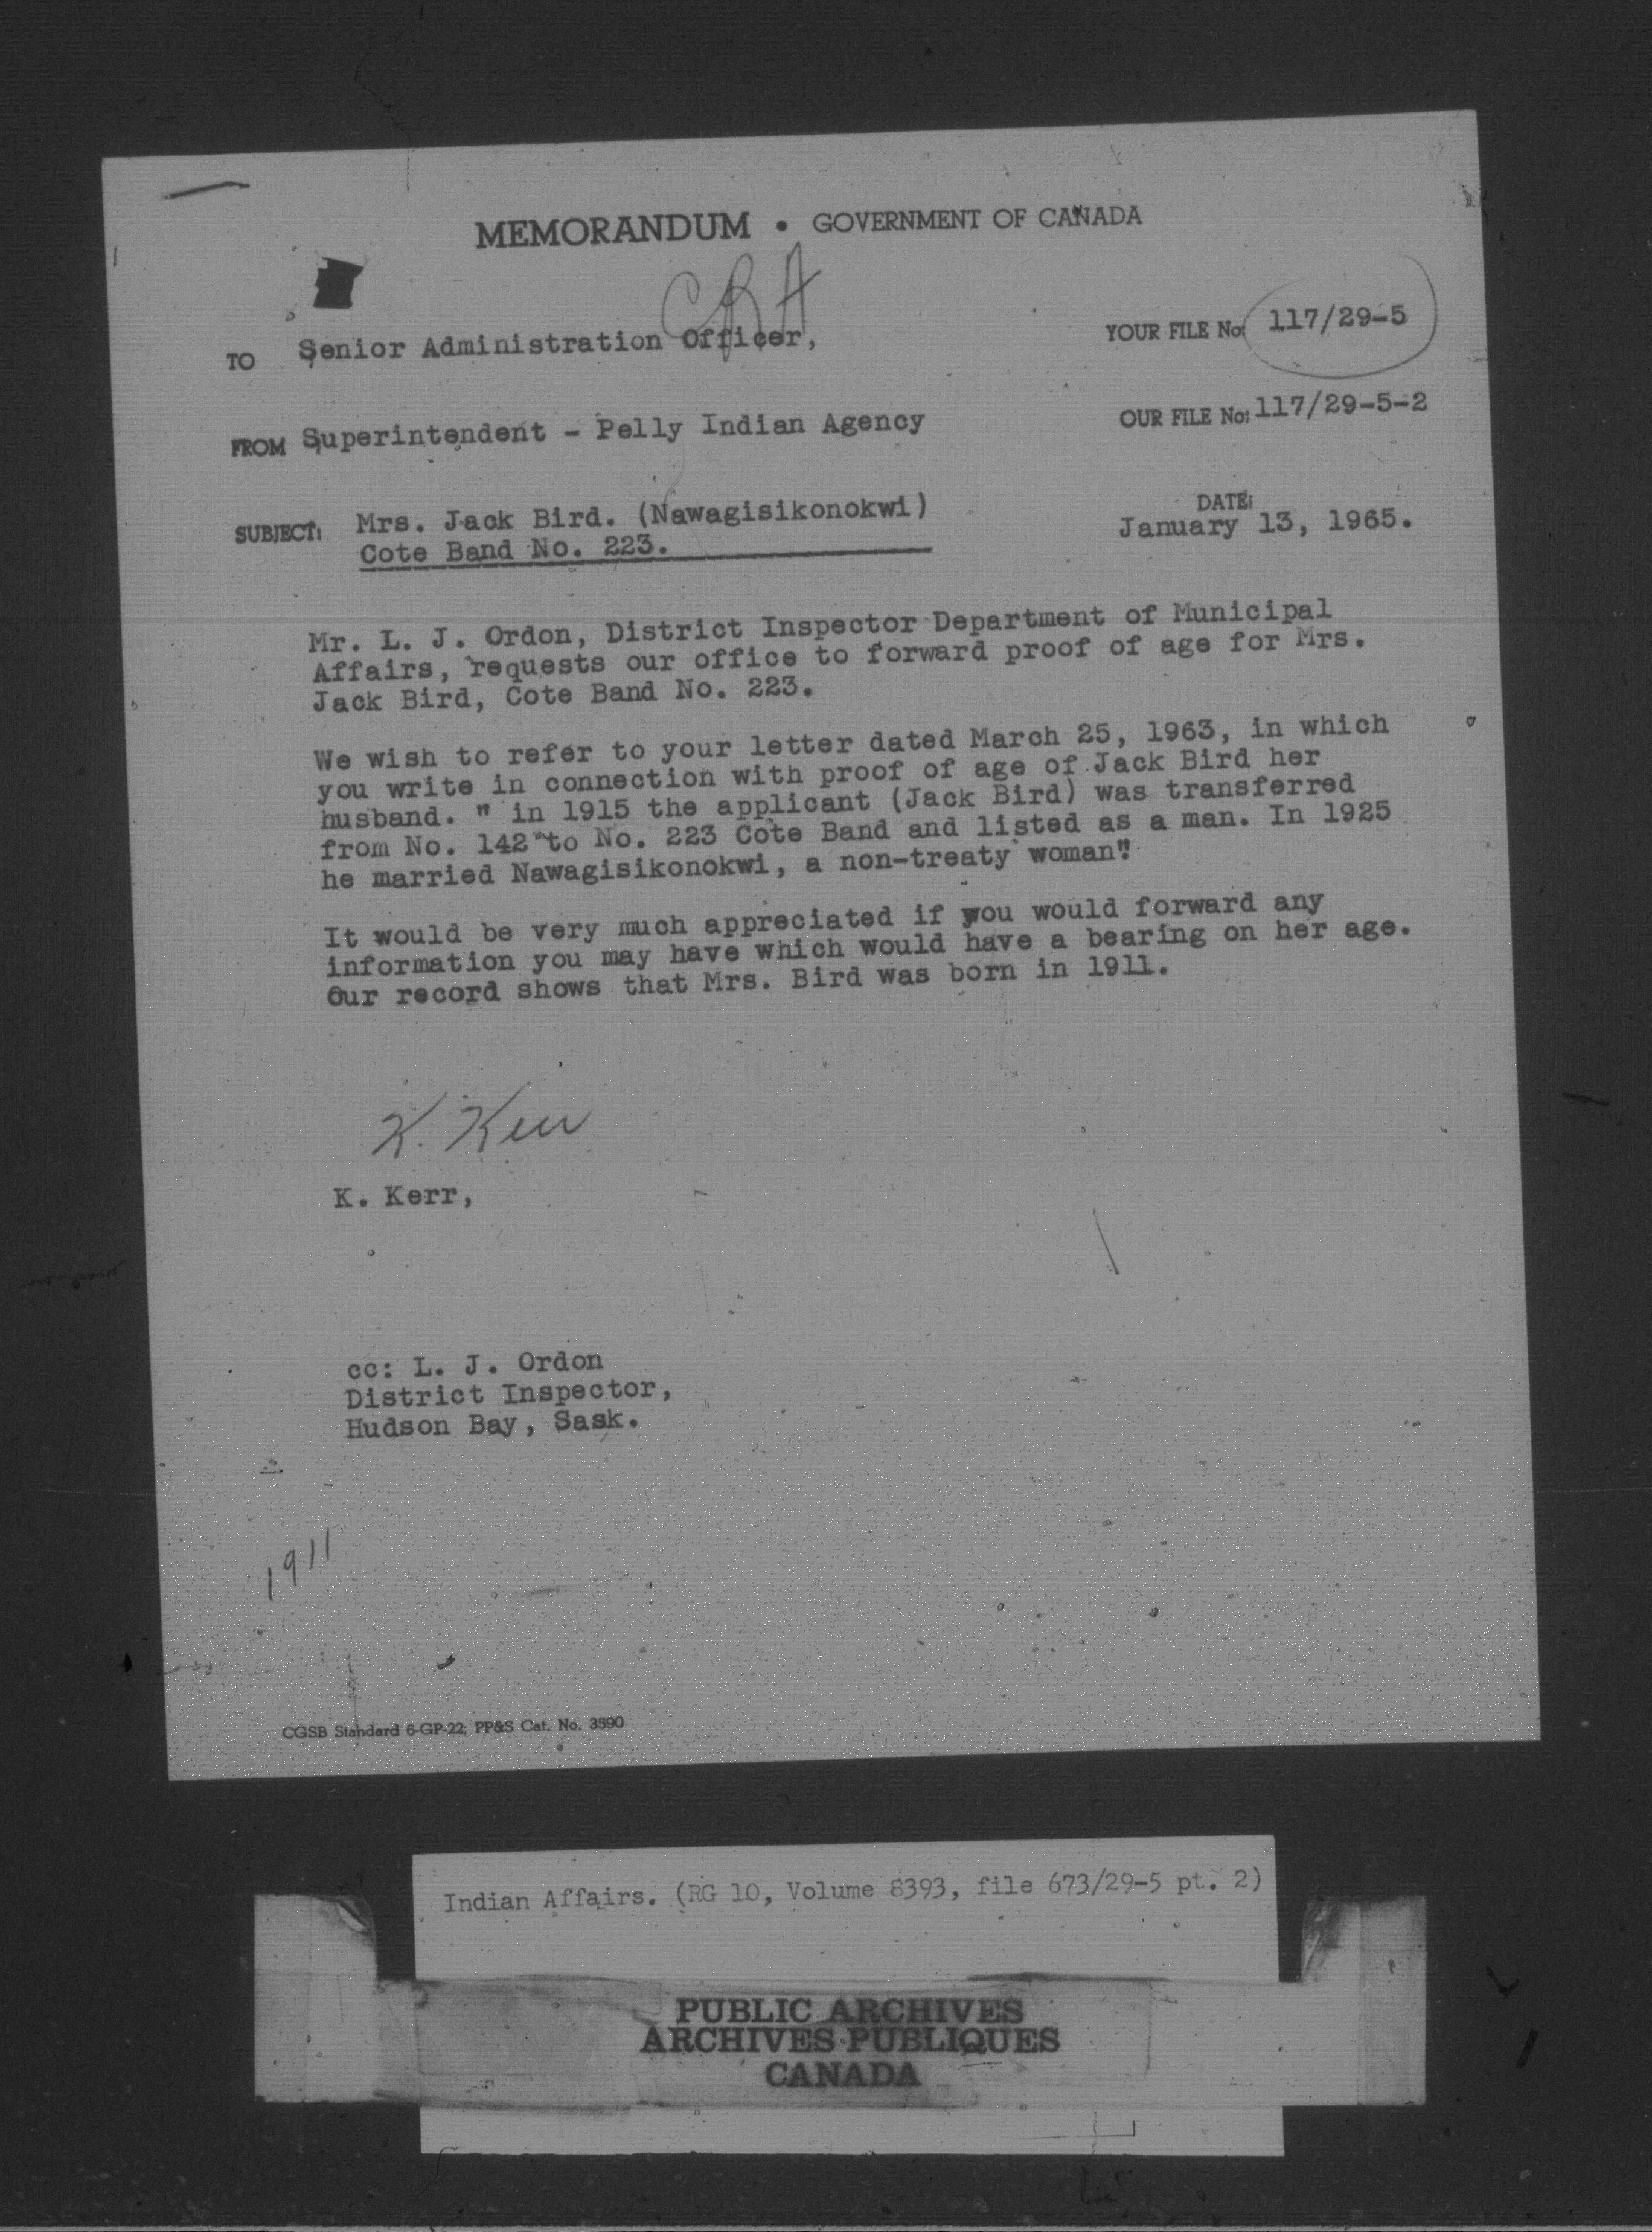 MEMORANDUM • GOVERNMENT OF CANADA
CRA
TO Senior Administration Officer,
YOUR FILE No: 117/29-5
FROM Superintendent - Pelly Indian Agency
OUR FILE No: 117/29-5-2
SUBJECT: Mrs. Jack Bird. (Nawagisikonokwi)
Cote Band No. 223.
DATE:
January 13, 1965.
Mr. L. J. Ordon, District Inspector Department of Municipal
Affairs, requests our office to forward proof of age for Mrs.
Jack Bird, Cote Band No. 223.
We wish to refer to your letter dated March 25, 1963, in which
you write in connection with proof of age of Jack Bird her
husband. " in 1915 the applicant (Jack Bird) was transferred
from No. 142 to No. 223 Cote Band and listed as a man. In 1925
he married Nawagisikonokwi, a non-treaty woman".
It would be very much appreciated if you would forward any
information you may have which would have a bearing on her age.
Our record shows that Mrs. Bird was born in 1911.
K. Kerr
K. Kerr,
cc: L. J. Ordon
District Inspector,
Hudson Bay, Sask.
1911
CGSB Standard 6-GP-22; PP&S Cat. No. 3590
Indian Affairs. (RG 10, Volume 8393, file 673/29-5 pt. 2)
PUBLIC ARCHIVES
ARCHIVES PUBLIQUES
CANADA